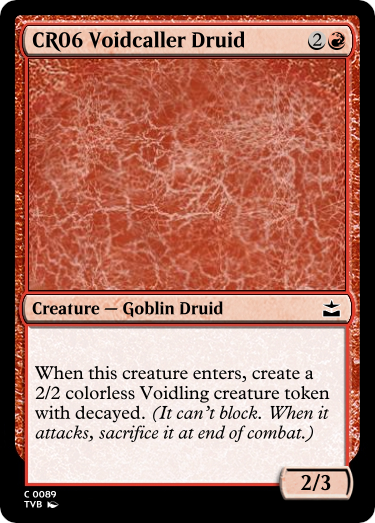 CR06 Voidcaller Druid 2
Creature — Goblin Druid
When this creature enters, create a
2/2 colorless Voidling creature token
with decayed. (It can't block. When it
attacks, sacrifice it at end of combat.)
2/3
C 0089
TVB